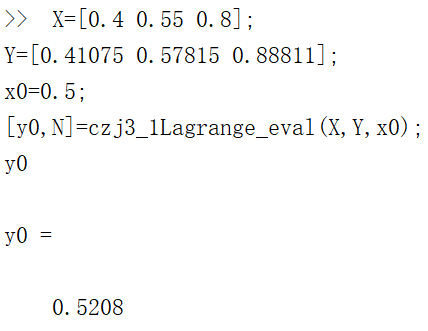 >> X=[0.4 0.55 0.8];
Y=[0.41075 0.57815 0.88811];
x0=0.5;
[y0,N]=czj3_1Lagrange_eval(X,Y,x0);
y0
y0 =
0.5208